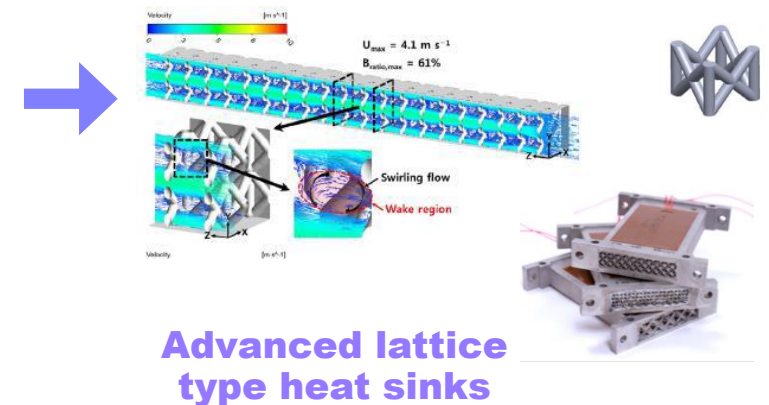 Velocity [m s^-1]
U_max = 4.1 m s⁻¹
B_ratio,max = 61%
Swirling flow
Wake region
Z X
Y
Z X
Velocity [m s^-1]
Advanced lattice
type heat sinks